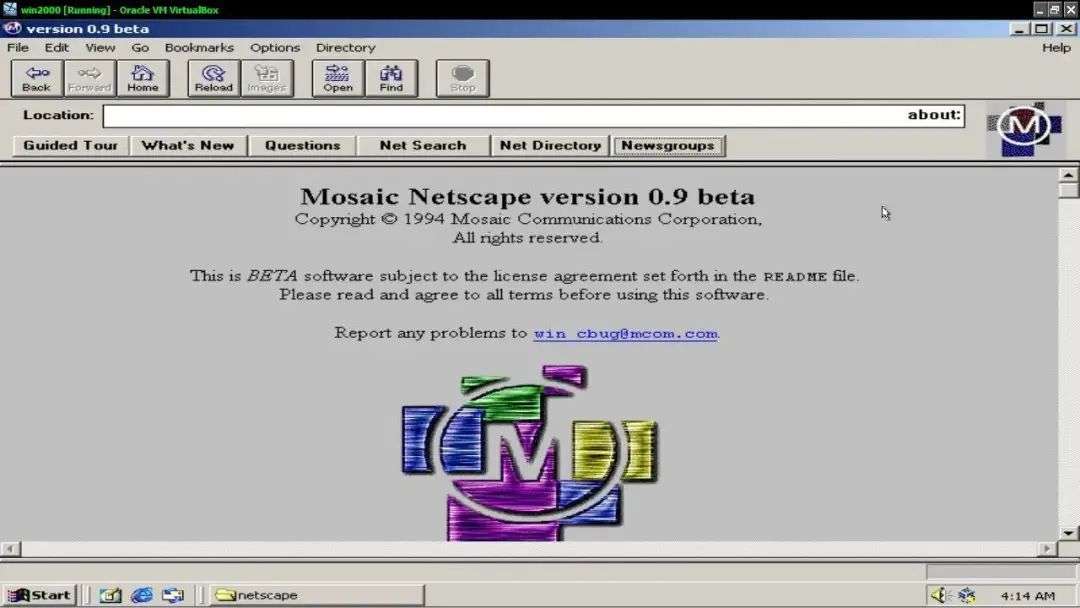 win2000 [Running] - Oracle VM VirtualBox
version 0.9 beta
File Edit View Go Bookmarks Options Directory Help
Back Forward Home Reload Images Open Find Stop
Location: about:
Guided Tour What's New Questions Net Search Net Directory Newsgroups
Mosaic Netscape version 0.9 beta
Copyright © 1994 Mosaic Communications Corporation,
All rights reserved.
This is BETA software subject to the license agreement set forth in the README file.
Please read and agree to all terms before using this software.
Report any problems to win_cbug@mcom.com.
M
Start netscape 4:14 AM